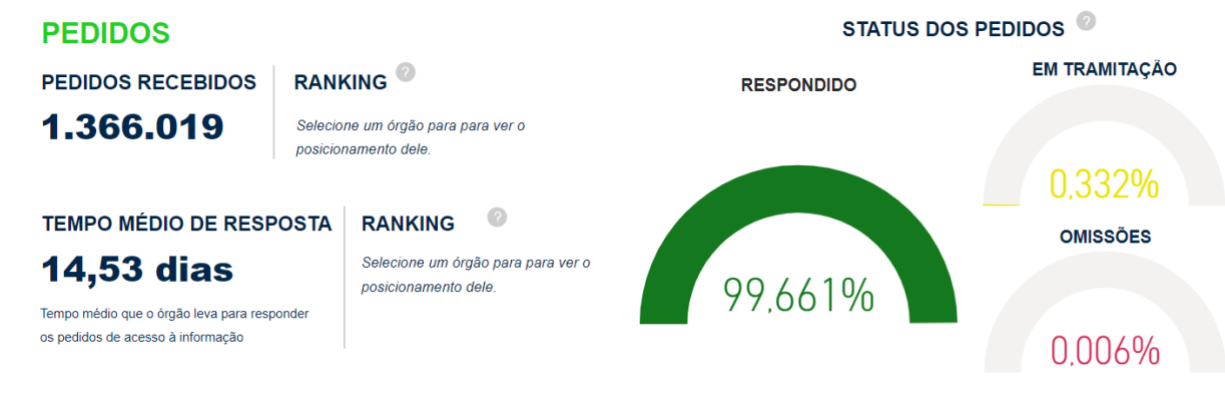 PEDIDOS
PEDIDOS RECEBIDOS
1.366.019
RANKING ?
Selecione um órgão para para ver o
posicionamento dele.
TEMPO MÉDIO DE RESPOSTA
14,53 dias
Tempo médio que o órgão leva para responder
os pedidos de acesso à informação
RANKING ?
Selecione um órgão para para ver o
posicionamento dele.
STATUS DOS PEDIDOS ?
RESPONDIDO
99,661%
EM TRAMITAÇÃO
0,332%
OMISSÕES
0,006%